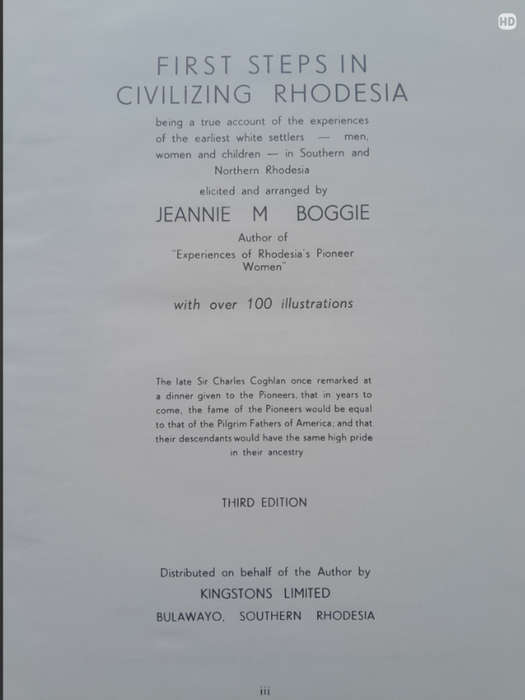 HD
FIRST STEPS IN
CIVILIZING RHODESIA
being a true account of the experiences
of the earliest white settlers — men,
women and children — in Southern and
Northern Rhodesia
elicited and arranged by
JEANNIE M BOGGIE
Author of
"Experiences of Rhodesia's Pioneer
Women"
with over 100 illustrations
The late Sir Charles Coghlan once remarked at
a dinner given to the Pioneers, that in years to
come, the fame of the Pioneers would be equal
to that of the Pilgrim Fathers of America; and that
their descendants would have the same high pride
in their ancestry
THIRD EDITION
Distributed on behalf of the Author by
KINGSTONS LIMITED
BULAWAYO, SOUTHERN RHODESIA
iii